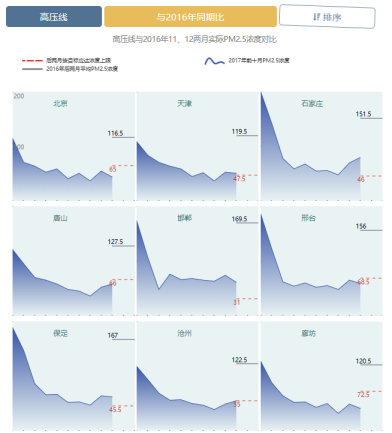 高压线
与2016年同期比
排序
高压线与2016年11、12两月实际PM2.5浓度对比
后两月按目标应达浓度上限
2017年前十月PM2.5浓度
2016年后两月平均PM2.5浓度
200
北京
天津
石家庄
116.5
119.5
151.5
65
47.5
46
唐山
邯郸
邢台
127.5
169.5
156
31
68.5
保定
沧州
廊坊
167
122.5
120.5
45.5
72.5